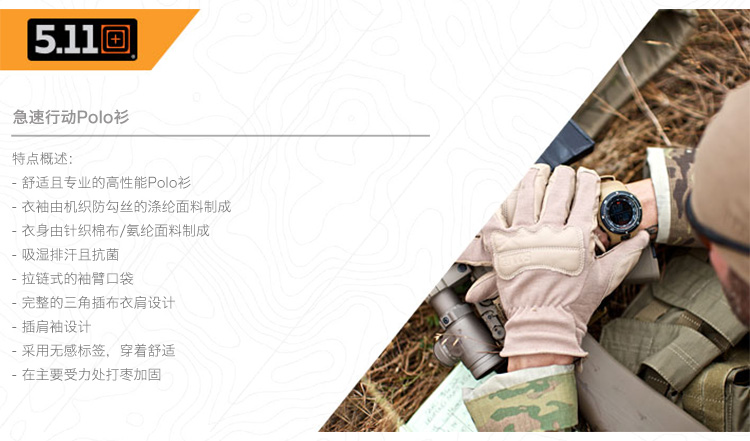 5.11
急速行动Polo衫
特点概述:
- 舒适且专业的高性能Polo衫
- 衣袖由机织防勾丝的涤纶面料制成
- 衣身由针织棉布/氨纶面料制成
- 吸湿排汗且抗菌
- 拉链式的袖臂口袋
- 完整的三角插布衣肩设计
- 插肩袖设计
- 采用无感标签，穿着舒适
- 在主要受力处打枣加固